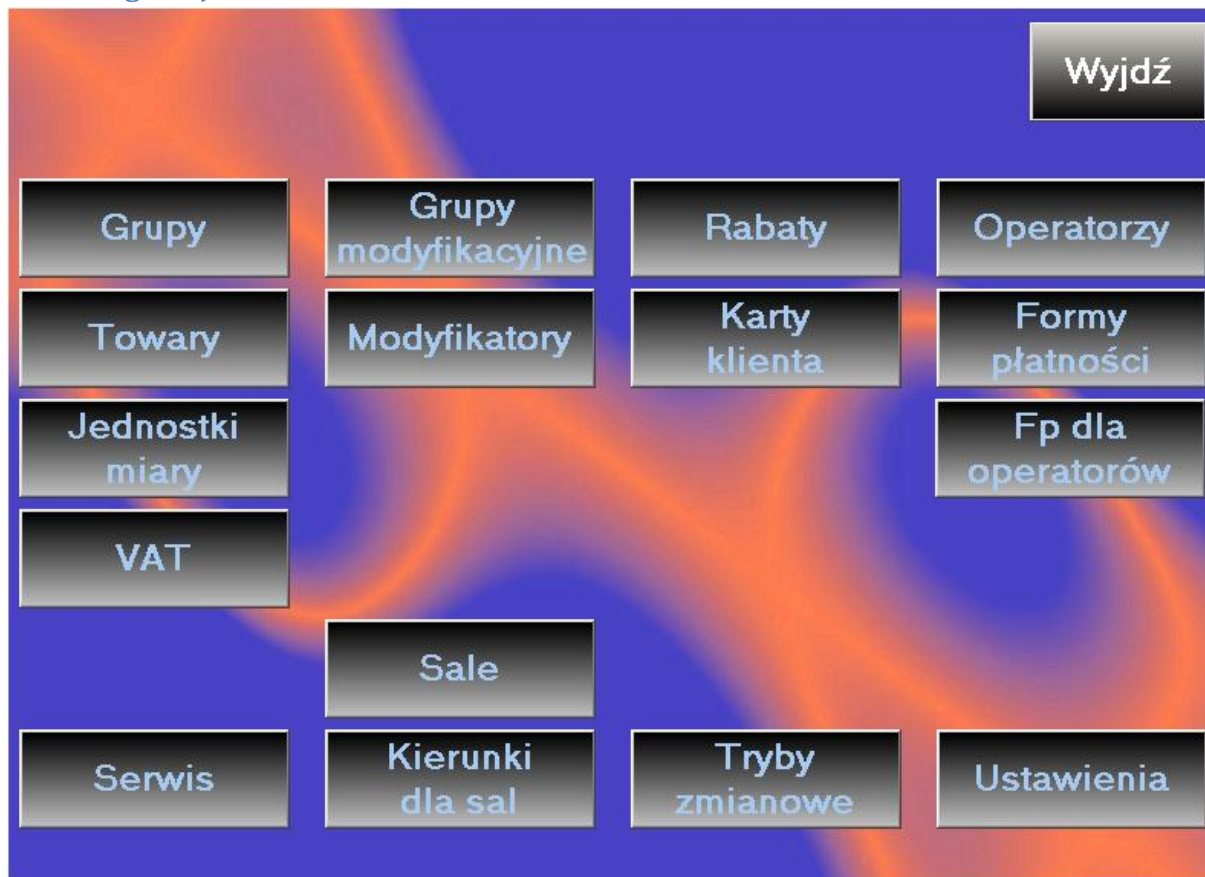 Wyjdź
Grupy
Grupy
modyfikacyjne
Rabaty
Operatorzy
Towary
Modyfikatory
Karty
klienta
Formy
płatności
Jednostki
miary
Fp dla
operatorów
VAT
Sale
Serwis
Kierunki
dla sal
Tryby
zmianowe
Ustawienia